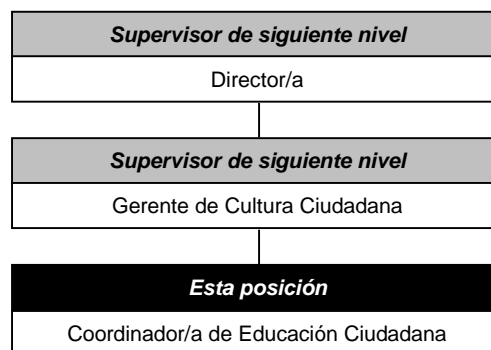 Supervisor de siguiente nivel
Director/a
Supervisor de siguiente nivel
Gerente de Cultura Ciudadana
Esta posición
Coordinador/a de Educación Ciudadana